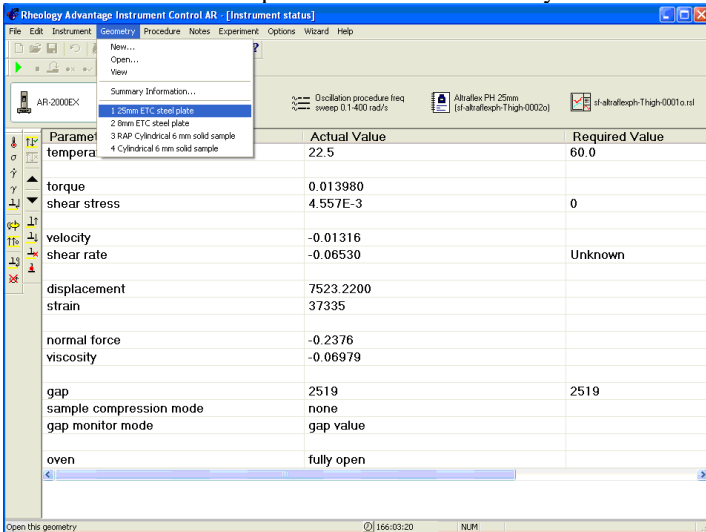 Rheology Advantage Instrument Control AR - [Instrument status]
File Edit Instrument Geometry Procedure Notes Experiment Options Wizard Help
New...
Open...
View
Summary Information...
1 25mm ETC steel plate
2 8mm ETC steel plate
3 RAP Cylindrical 6 mm solid sample
4 Cylindrical 6 mm solid sample
AR-2000EX
Oscillation procedure freq
sweep 0.1-400 rad/s
Altraflex PH 25mm
(sf-altraflexph-Thigh-0002o)
sf-altraflexph-Thigh-0001o.rsl
Paramet Actual Value Required Value
tempera 22.5 60.0
torque 0.013980
shear stress 4.557E-3 0
velocity -0.01316
shear rate -0.06530 Unknown
displacement 7523.2200
strain 37335
normal force -0.2376
viscosity -0.06979
gap 2519 2519
sample compression mode none
gap monitor mode gap value
oven fully open
Open this geometry 166:03:20 NUM